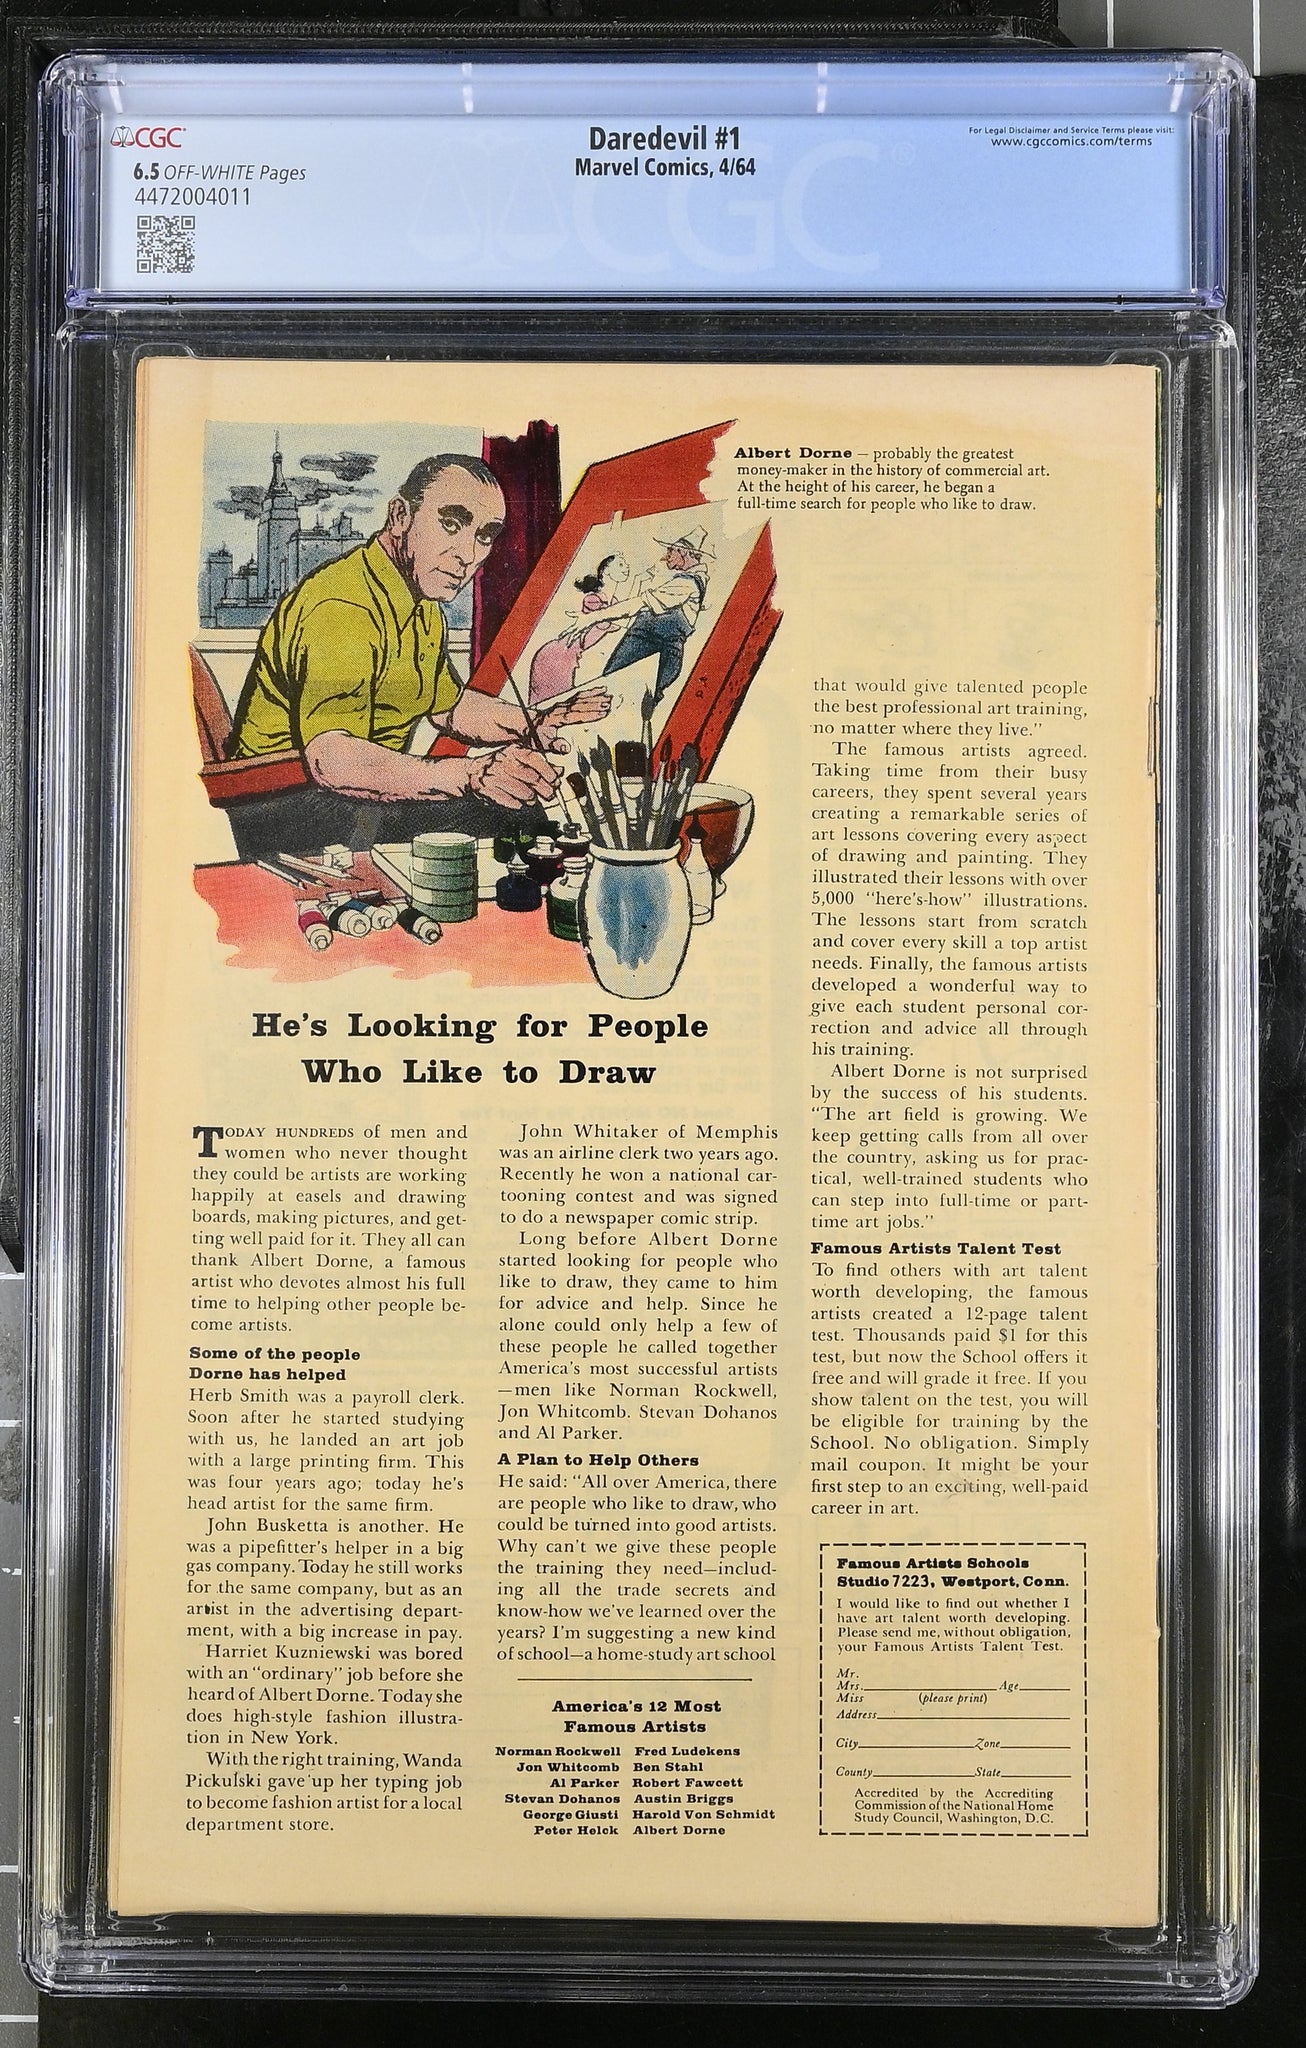 CGC
6.5 OFF-WHITE Pages
4472004011
Daredevil #1
Marvel Comics, 4/64
For Legal Disclaimer and Service Terms please visit:
www.cgccomics.com/terms
CGC
Albert Dorne — probably the greatest
money-maker in the history of commercial art.
At the height of his career, he began a
full-time search for people who like to draw.
He's Looking for People
Who Like to Draw
TODAY HUNDREDS of men and
women who never thought
they could be artists are working
happily at easels and drawing
boards, making pictures, and get-
ting well paid for it. They all can
thank Albert Dorne, a famous
artist who devotes almost his full
time to helping other people be-
come artists.
Some of the people
Dorne has helped
Herb Smith was a payroll clerk.
Soon after he started studying
with us, he landed an art job
with a large printing firm. This
was four years ago; today he's
head artist for the same firm.
John Busketta is another. He
was a pipefitter's helper in a big
gas company. Today he still works
for the same company, but as an
artist in the advertising depart-
ment, with a big increase in pay.
Harriet Kuzniewski was bored
with an "ordinary" job before she
heard of Albert Dorne. Today she
does high-style fashion illustra-
tion in New York.
With the right training, Wanda
Pickulski gave up her typing job
to become fashion artist for a local
department store.
John Whitaker of Memphis
was an airline clerk two years ago.
Recently he won a national car-
tooning contest and was signed
to do a newspaper comic strip.
Long before Albert Dorne
started looking for people who
like to draw, they came to him
for advice and help. Since he
alone could only help a few of
these people he called together
America's most successful artists
—men like Norman Rockwell,
Jon Whitcomb. Stevan Dohanos
and Al Parker.
A Plan to Help Others
He said: "All over America, there
are people who like to draw, who
could be turned into good artists.
Why can't we give these people
the training they need—includ-
ing all the trade secrets and
know-how we've learned over the
years? I'm suggesting a new kind
of school—a home-study art school
America's 12 Most
Famous Artists
Norman Rockwell Fred Ludekens
Jon Whitcomb Ben Stahl
Al Parker Robert Fawcett
Stevan Dohanos Austin Briggs
George Giusti Harold Von Schmidt
Peter Helck Albert Dorne
that would give talented people
the best professional art training,
no matter where they live."
The famous artists agreed.
Taking time from their busy
careers, they spent several years
creating a remarkable series of
art lessons covering every aspect
of drawing and painting. They
illustrated their lessons with over
5,000 "here's-how" illustrations.
The lessons start from scratch
and cover every skill a top artist
needs. Finally, the famous artists
developed a wonderful way to
give each student personal cor-
rection and advice all through
his training.
Albert Dorne is not surprised
by the success of his students.
"The art field is growing. We
keep getting calls from all over
the country, asking us for prac-
tical, well-trained students who
can step into full-time or part-
time art jobs."
Famous Artists Talent Test
To find others with art talent
worth developing, the famous
artists created a 12-page talent
test. Thousands paid $1 for this
test, but now the School offers it
free and will grade it free. If you
show talent on the test, you will
be eligible for training by the
School. No obligation. Simply
mail coupon. It might be your
first step to an exciting, well-paid
career in art.
Famous Artists Schools
Studio 7223, Westport, Conn.
I would like to find out whether I
have art talent worth developing.
Please send me, without obligation,
your Famous Artists Talent Test.
Mr.
Mrs. Age
Miss (please print)
Address
City Zone
County State
Accredited by the Accrediting
Commission of the National Home
Study Council, Washington, D.C.